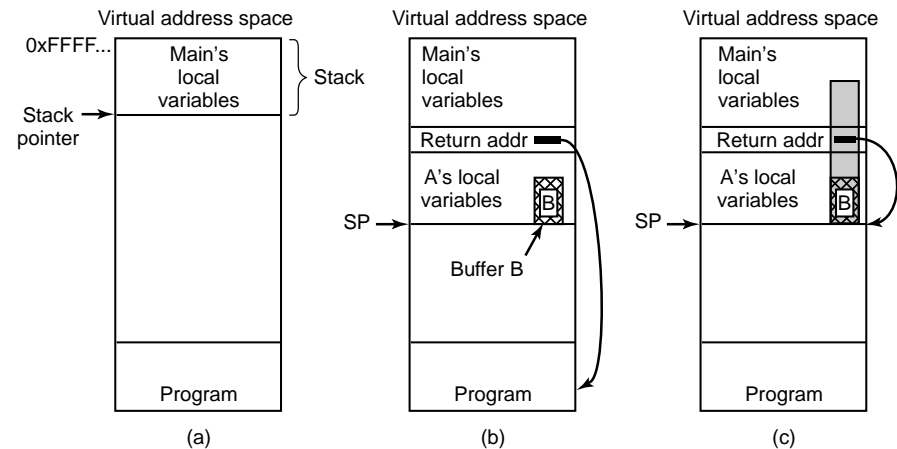 Virtual address space
0xFFFF...
Main's
local
variables
Stack
Stack
pointer
Program
(a)
Virtual address space
Main's
local
variables
Return addr
A's local
variables
B
SP
Buffer B
Program
(b)
Virtual address space
Main's
local
variables
Return addr
A's local
variables
B
SP
Program
(c)